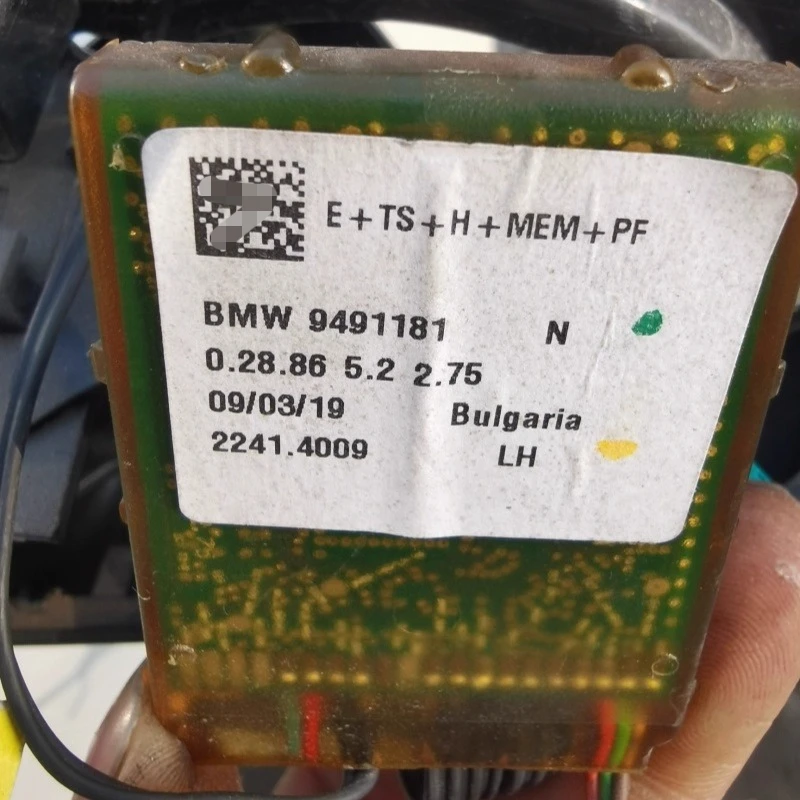 E+TS+H+MEM+PF
BMW 9491181 N
0.28.86 5.2 2.75
09/03/19 Bulgaria
2241.4009 LH